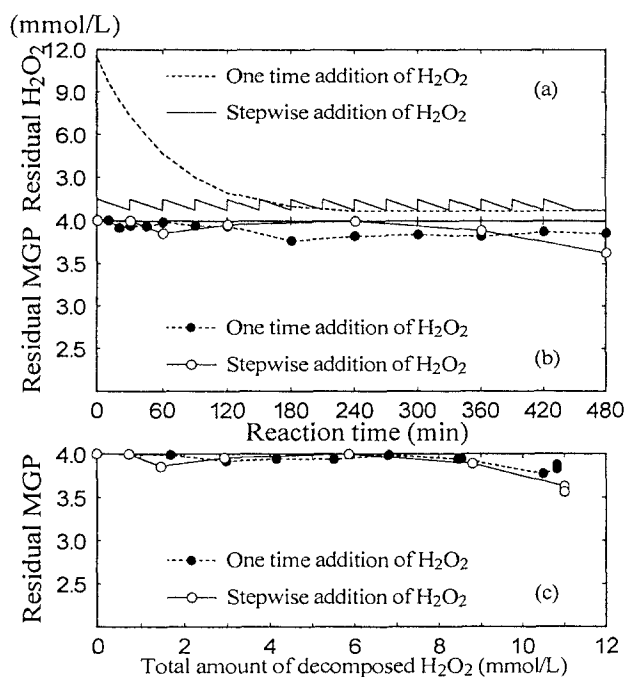 (mmol/L)
Residual H2O2
12.0
9.0
6.0
3.0
One time addition of H2O2
Stepwise addition of H2O2
(a)
Residual MGP
4.0
3.5
2.5
One time addition of H2O2
Stepwise addition of H2O2
(b)
0 60 120 180 240 300 360 420 480
Reaction time (min)
Residual MGP
4.0
3.5
3.0
2.5
One time addition of H2O2
Stepwise addition of H2O2
(c)
0 2 4 6 8 10 12
Total amount of decomposed H2O2 (mmol/L)